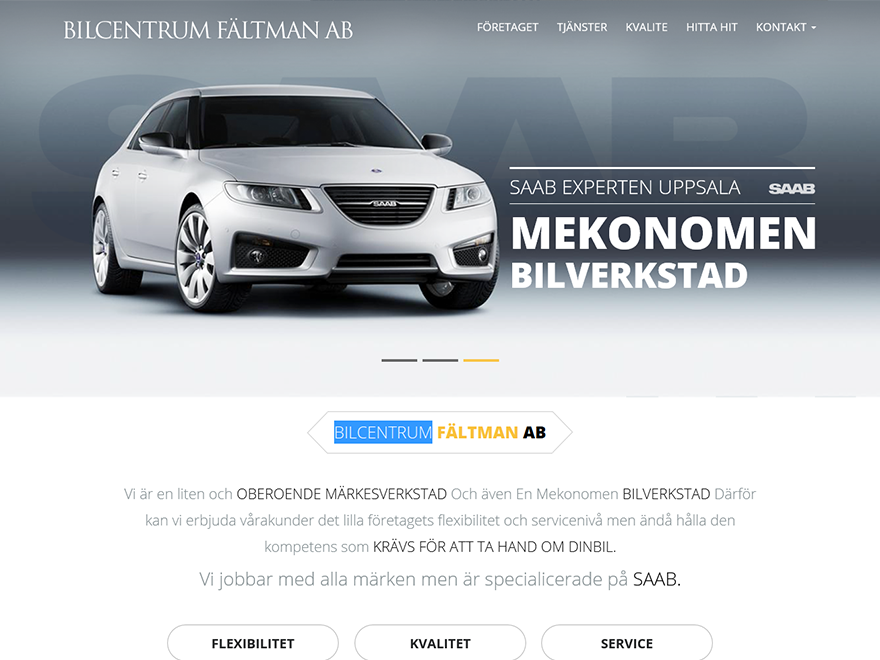 BILCENTRUM FÄLTMAN AB
FÖRETAGET TJÄNSTER KVALITE HITTA HIT KONTAKT
SAAB
SAAB
SAAB EXPERTEN UPPSALA SAAB
MEKONOMEN
BILVERKSTAD
BILCENTRUM FÄLTMAN AB
Vi är en liten och OBEROENDE MÄRKESVERKSTAD Och även En Mekonomen BILVERKSTAD Därför
kan vi erbjuda vårakunder det lilla företagets flexibilitet och servicenivå men ändå hålla den
kompetens som KRÄVS FÖR ATT TA HAND OM DINBIL.
Vi jobbar med alla märken men är specialicerade på SAAB.
FLEXIBILITET KVALITET SERVICE